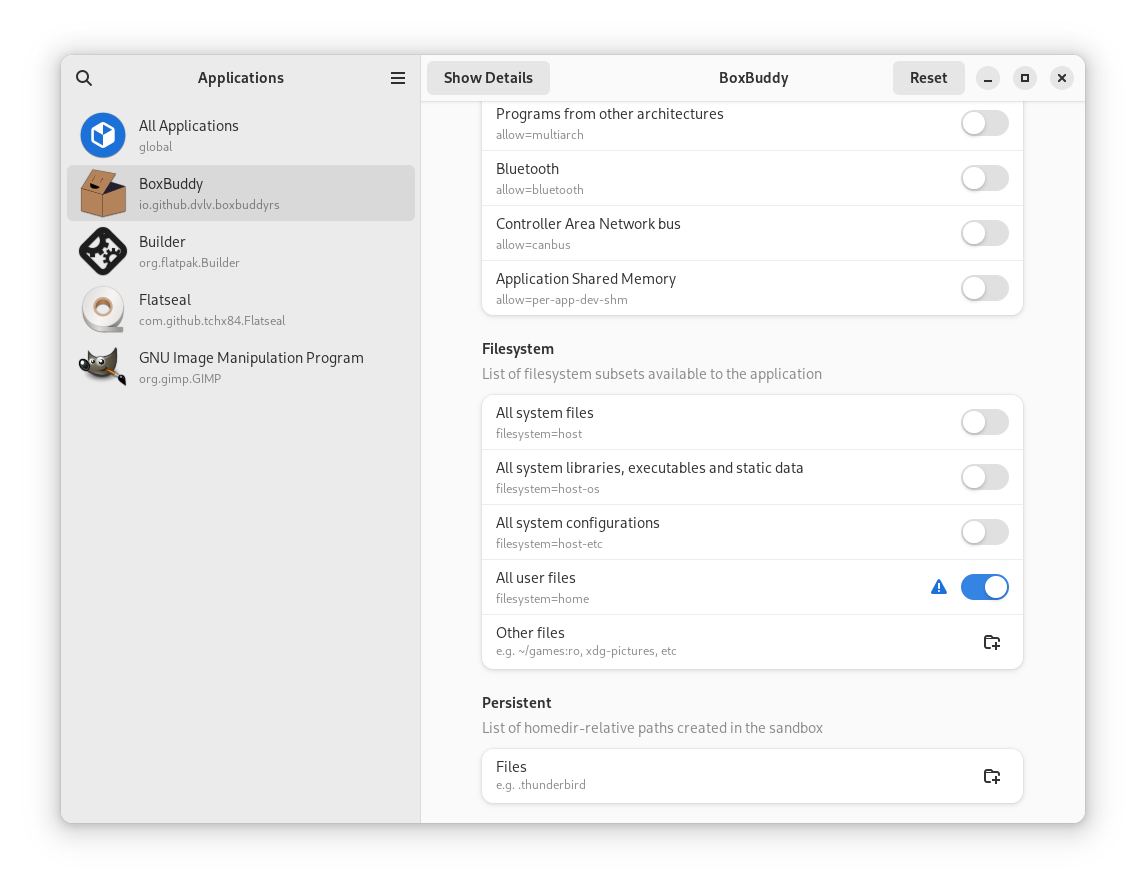 Applications
All Applications
global
BoxBuddy
io.github.dvlv.boxbuddyrs
Builder
org.flatpak.Builder
Flatseal
com.github.tchx84.Flatseal
GNU Image Manipulation Program
org.gimp.GIMP
Show Details
BoxBuddy
Reset
Programs from other architectures
allow=multiarch
Bluetooth
allow=bluetooth
Controller Area Network bus
allow=canbus
Application Shared Memory
allow=per-app-dev-shm
Filesystem
List of filesystem subsets available to the application
All system files
filesystem=host
All system libraries, executables and static data
filesystem=host-os
All system configurations
filesystem=host-etc
All user files
filesystem=home
Other files
e.g. ~/games:ro, xdg-pictures, etc
Persistent
List of homedir-relative paths created in the sandbox
Files
e.g. .thunderbird